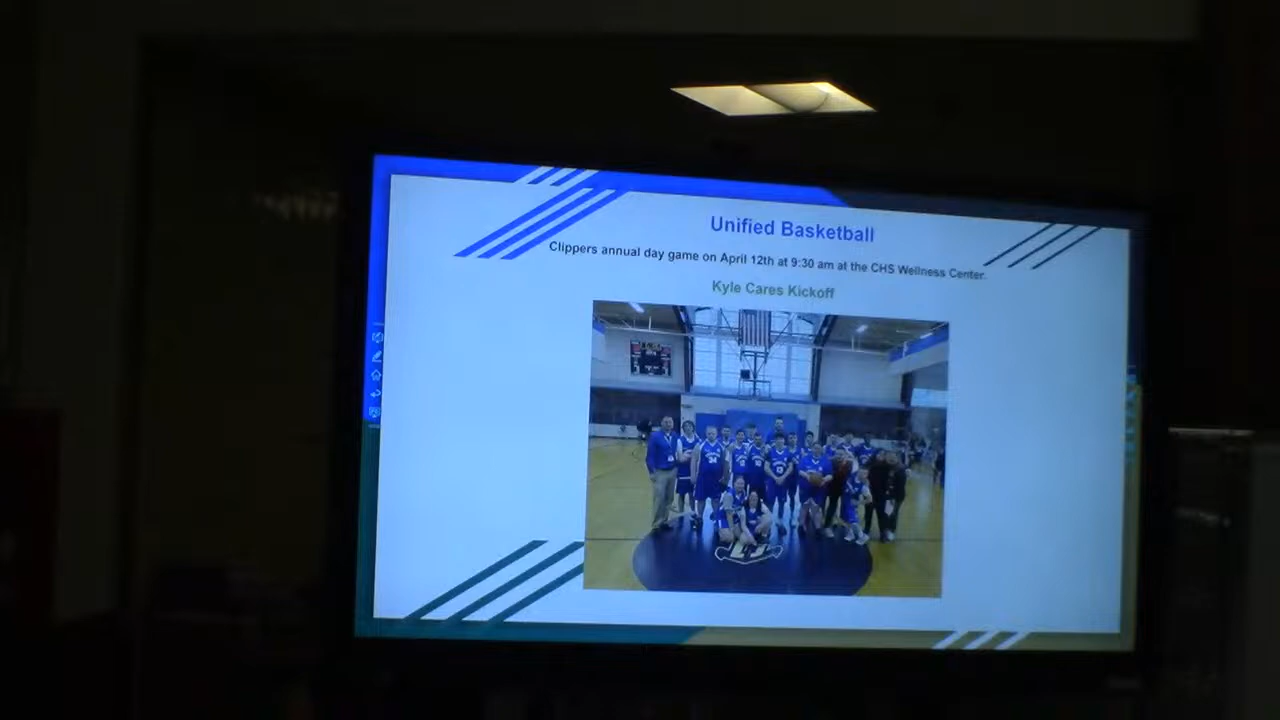 Unified Basketball
Clippers annual day game on April 12th at 9:30 am at the CHS Wellness Center.
Kyle Cares Kickoff